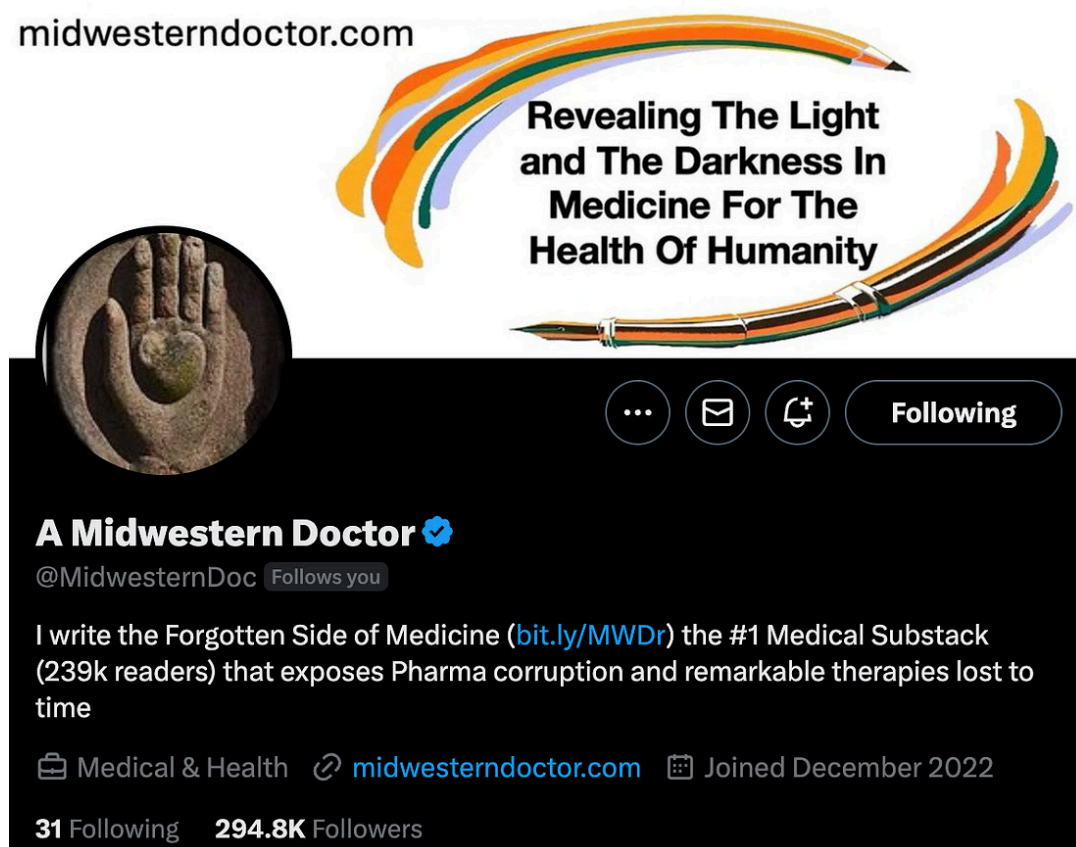 midwesterndoctor.com
Revealing The Light
and The Darkness In
Medicine For The
Health Of Humanity
Following
A Midwestern Doctor
@MidwesternDoc Follows you
I write the Forgotten Side of Medicine (bit.ly/MWDr) the #1 Medical Substack
(239k readers) that exposes Pharma corruption and remarkable therapies lost to
time
Medical & Health midwesterndoctor.com Joined December 2022
31 Following 294.8K Followers